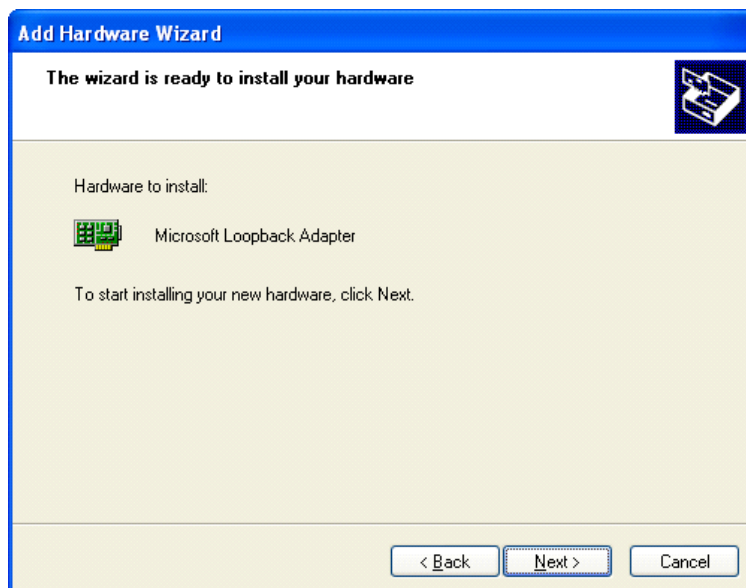 Add Hardware Wizard
The wizard is ready to install your hardware
Hardware to install:
Microsoft Loopback Adapter
To start installing your new hardware, click Next.
< Back
Next >
Cancel